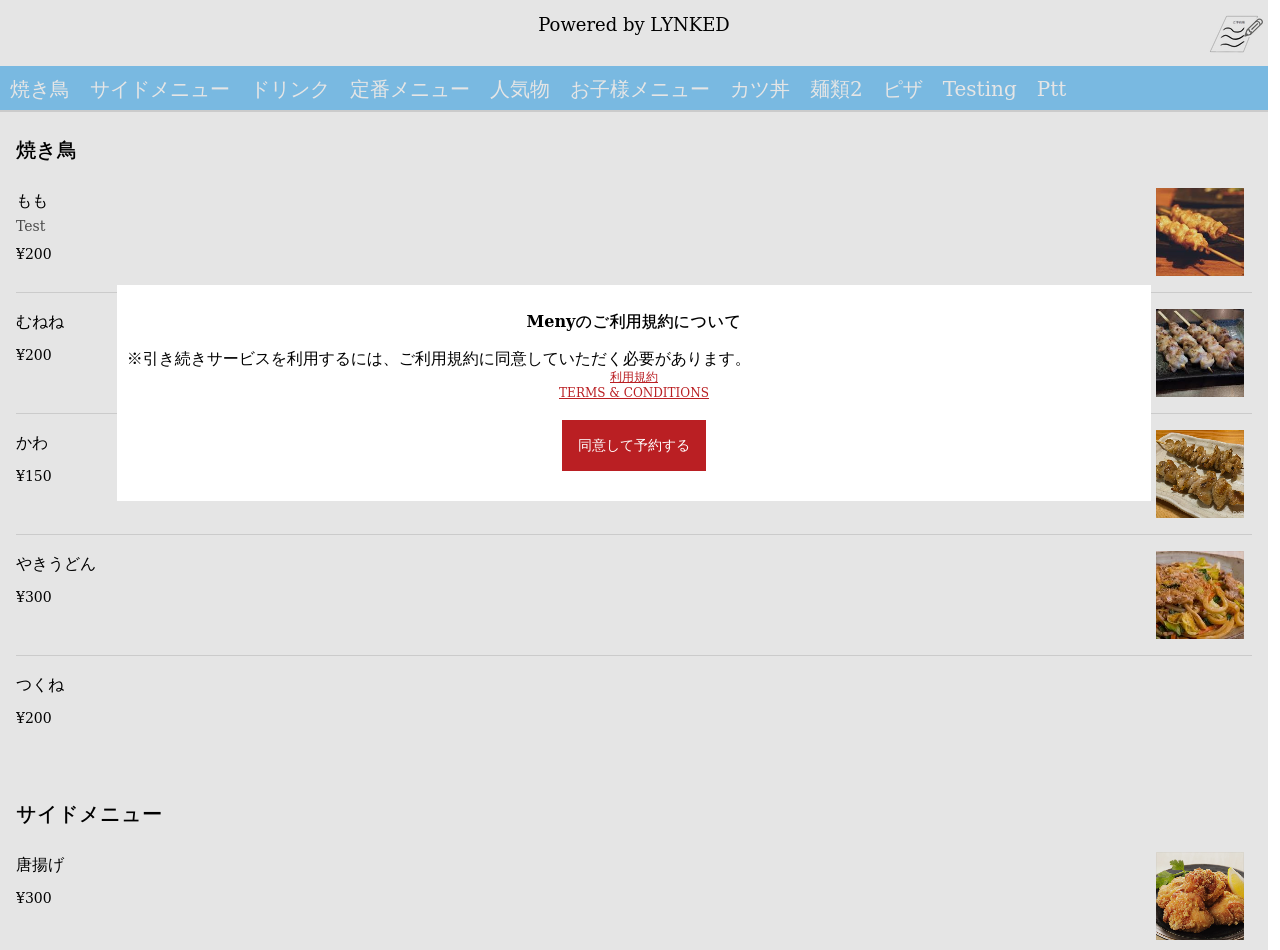 Powered by LYNKED
焼き鳥 サイドメニュー ドリンク 定番メニュー 人気物 お子様メニュー カツ丼 麺類2 ピザ Testing Ptt
焼き鳥
もも
Test
¥200
むねね
¥200
Menyのご利用規約について
※引き続きサービスを利用するには、ご利用規約に同意していただく必要があります。
利用規約
TERMS & CONDITIONS
同意して予約する
かわ
¥150
やきうどん
¥300
つくね
¥200
サイドメニュー
唐揚げ
¥300